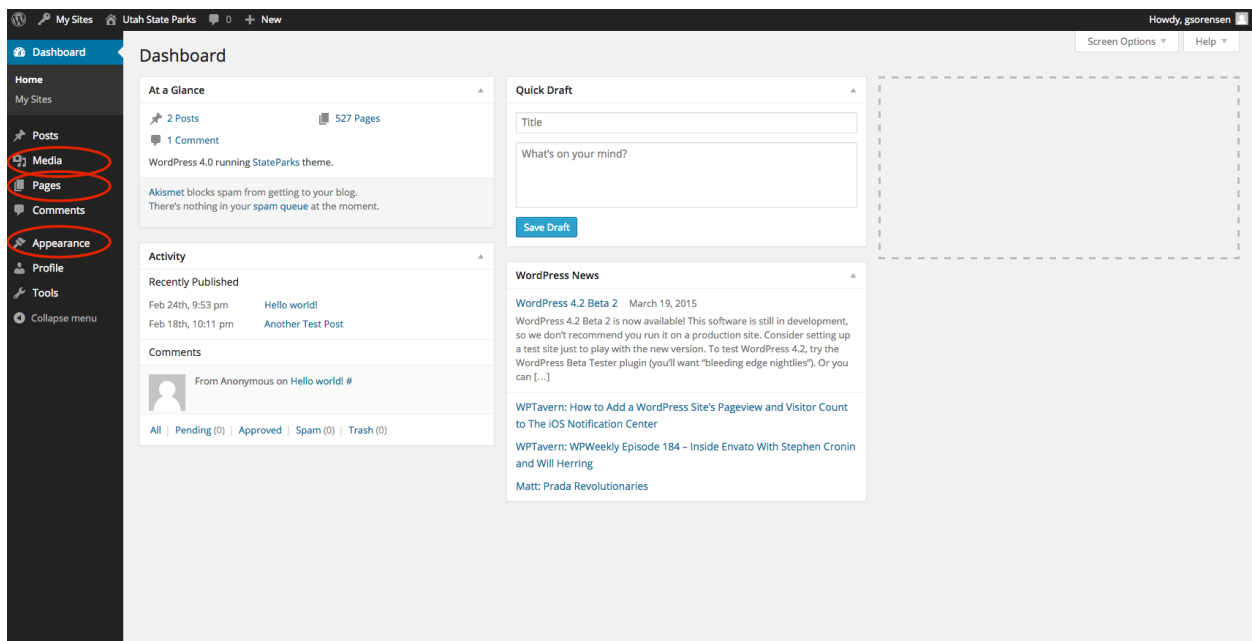 My Sites Utah State Parks 0 + New Howdy, gsorensen
Screen Options Help
Dashboard
Home
My Sites
Posts
Media
Pages
Comments
Appearance
Profile
Tools
Collapse menu
Dashboard
At a Glance
2 Posts 527 Pages
1 Comment
WordPress 4.0 running StateParks theme.
Akismet blocks spam from getting to your blog.
There's nothing in your spam queue at the moment.
Activity
Recently Published
Feb 24th, 9:53 pm Hello world!
Feb 18th, 10:11 pm Another Test Post
Comments
From Anonymous on Hello world! #
All | Pending (0) | Approved | Spam (0) | Trash (0)
Quick Draft
Title
What's on your mind?
Save Draft
WordPress News
WordPress 4.2 Beta 2 March 19, 2015
WordPress 4.2 Beta 2 is now available! This software is still in development,
so we don't recommend you run it on a production site. Consider setting up
a test site just to play with the new version. To test WordPress 4.2, try the
WordPress Beta Tester plugin (you'll want "bleeding edge nightlies"). Or you
can […]
WPTavern: How to Add a WordPress Site's Pageview and Visitor Count
to The iOS Notification Center
WPTavern: WPWeekly Episode 184 – Inside Envato With Stephen Cronin
and Will Herring
Matt: Prada Revolutionaries